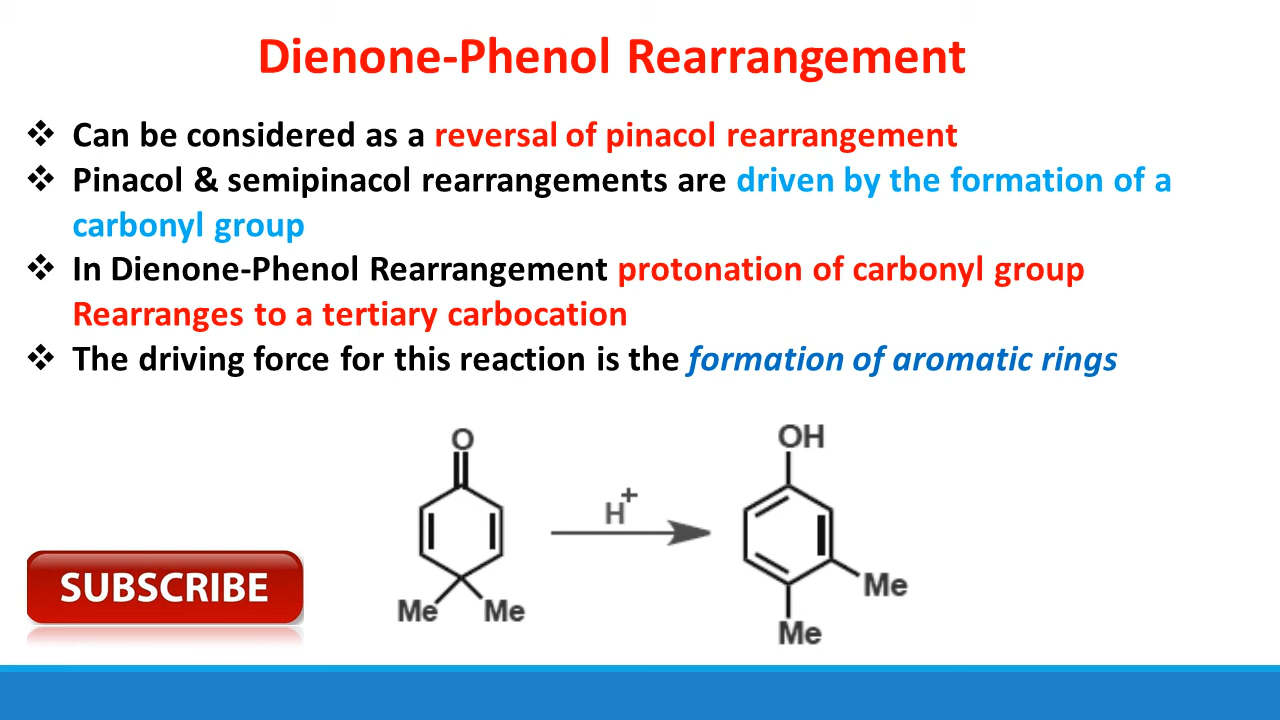 Dienone-Phenol Rearrangement
❖ Can be considered as a reversal of pinacol rearrangement
❖ Pinacol & semipinacol rearrangements are driven by the formation of a
carbonyl group
❖ In Dienone-Phenol Rearrangement protonation of carbonyl group
Rearranges to a tertiary carbocation
❖ The driving force for this reaction is the formation of aromatic rings
O
OH
H+
Me
Me
Me
Me
SUBSCRIBE